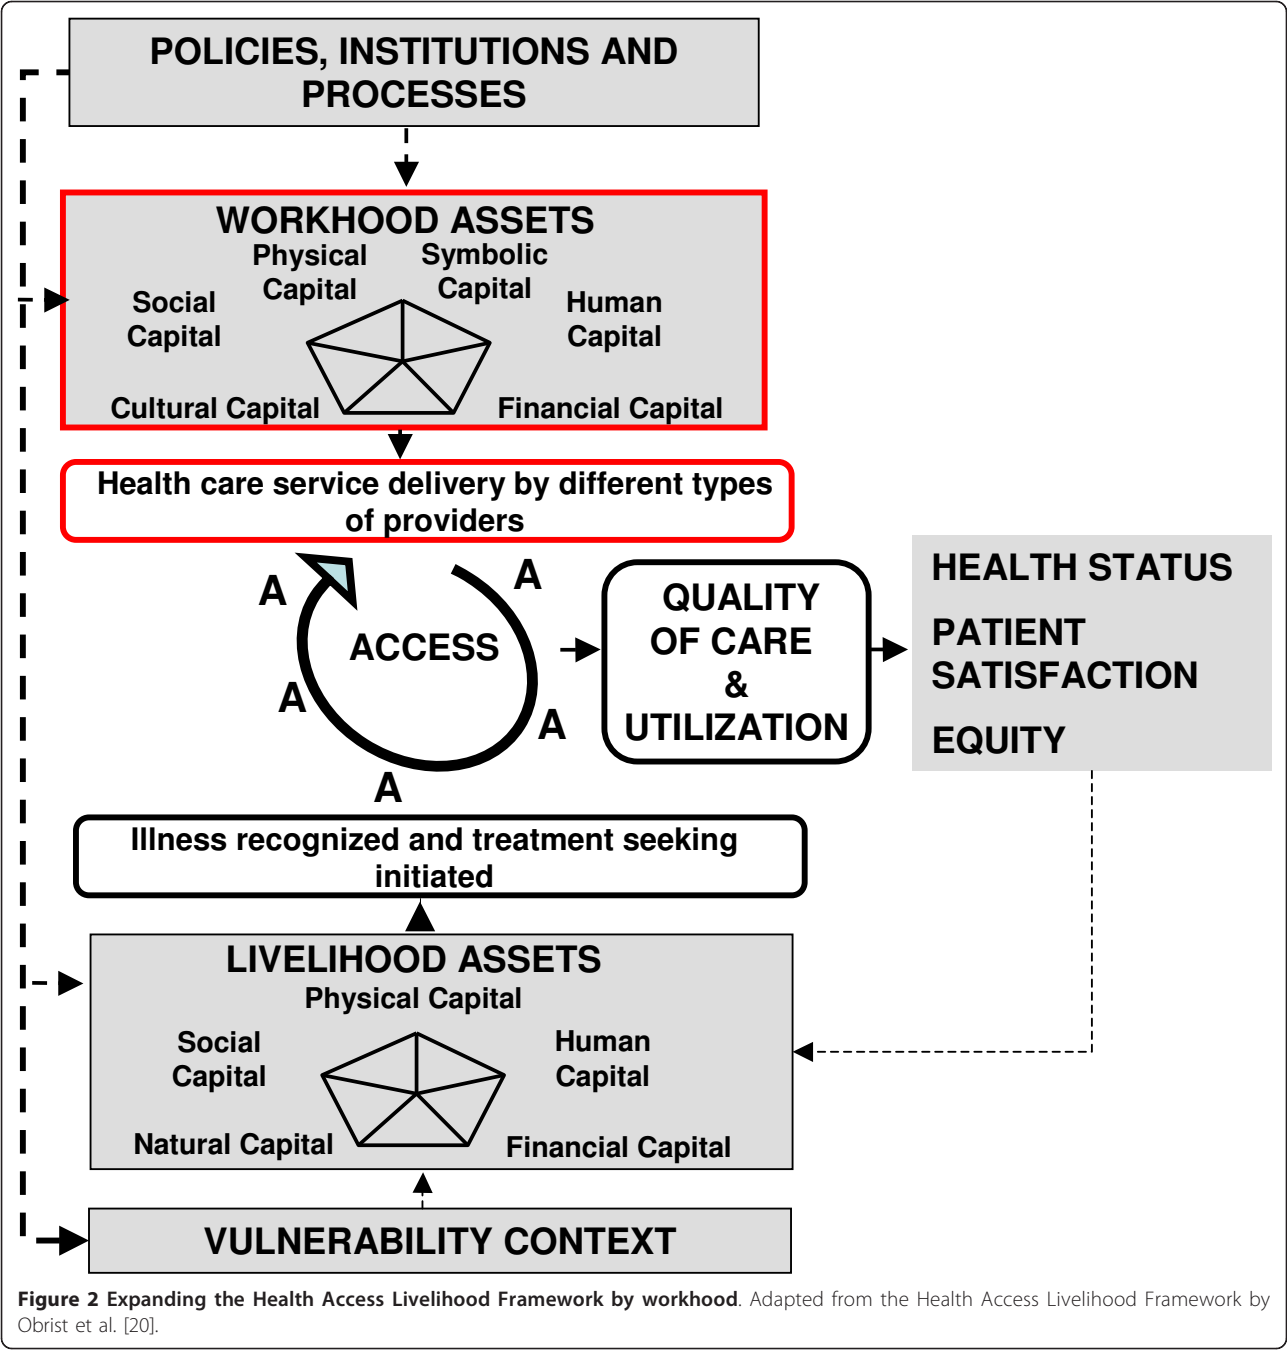 POLICIES, INSTITUTIONS AND
PROCESSES
WORKHOOD ASSETS
Physical
Capital
Symbolic
Capital
Social
Capital
Human
Capital
Cultural Capital
Financial Capital
Health care service delivery by different types
of providers
A
A
ACCESS
A
A
A
QUALITY
OF CARE
&
UTILIZATION
HEALTH STATUS
PATIENT
SATISFACTION
EQUITY
Illness recognized and treatment seeking
initiated
LIVELIHOOD ASSETS
Physical Capital
Social
Capital
Human
Capital
Natural Capital
Financial Capital
VULNERABILITY CONTEXT
Figure 2 Expanding the Health Access Livelihood Framework by workhood. Adapted from the Health Access Livelihood Framework by
Obrist et al. [20].